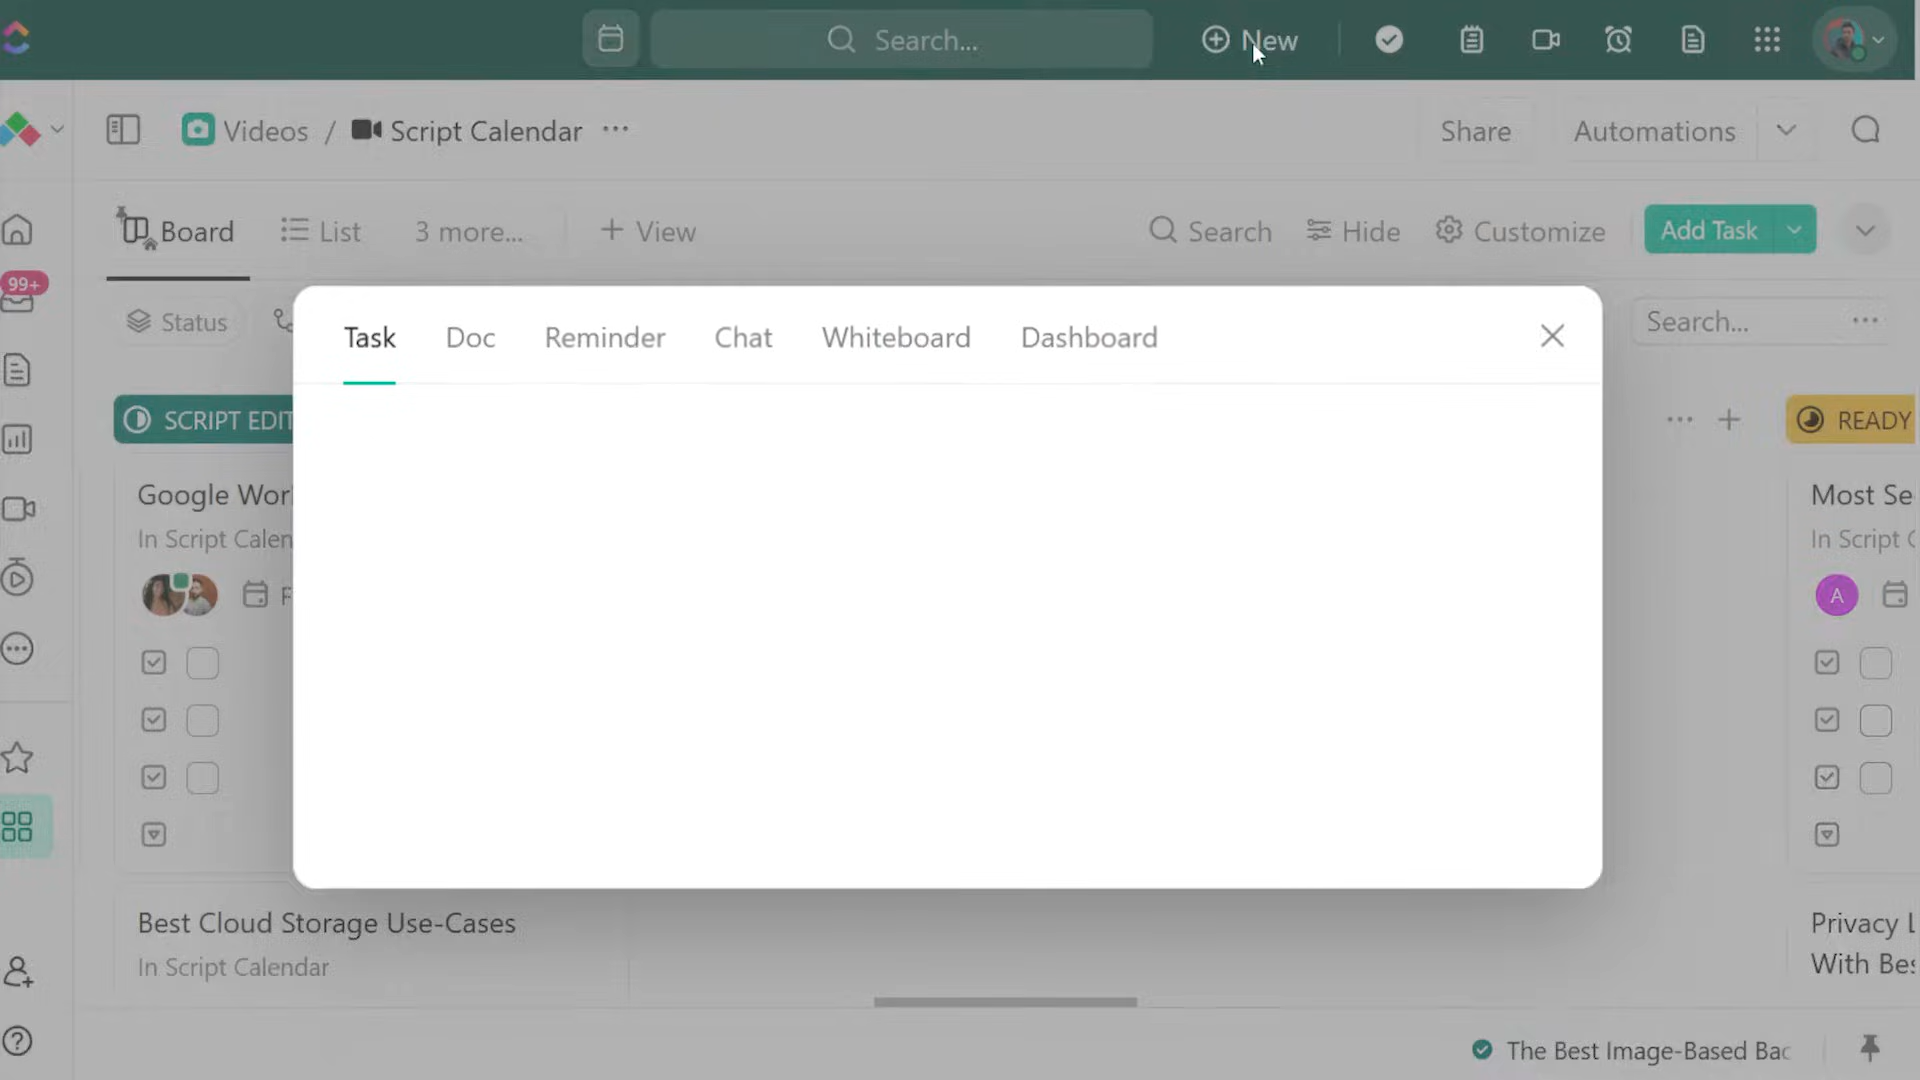 Search...
New
Videos / Script Calendar
Share
Automations
Board
List
3 more...
+ View
Search
Hide
Customize
Add Task
99+
Status
Task
Doc
Reminder
Chat
Whiteboard
Dashboard
Search...
SCRIPT EDIT
READY
Google Wor
In Script Calen
Most Se
In Script
A
Best Cloud Storage Use-Cases
In Script Calendar
Privacy
With Bes
The Best Image-Based Bac